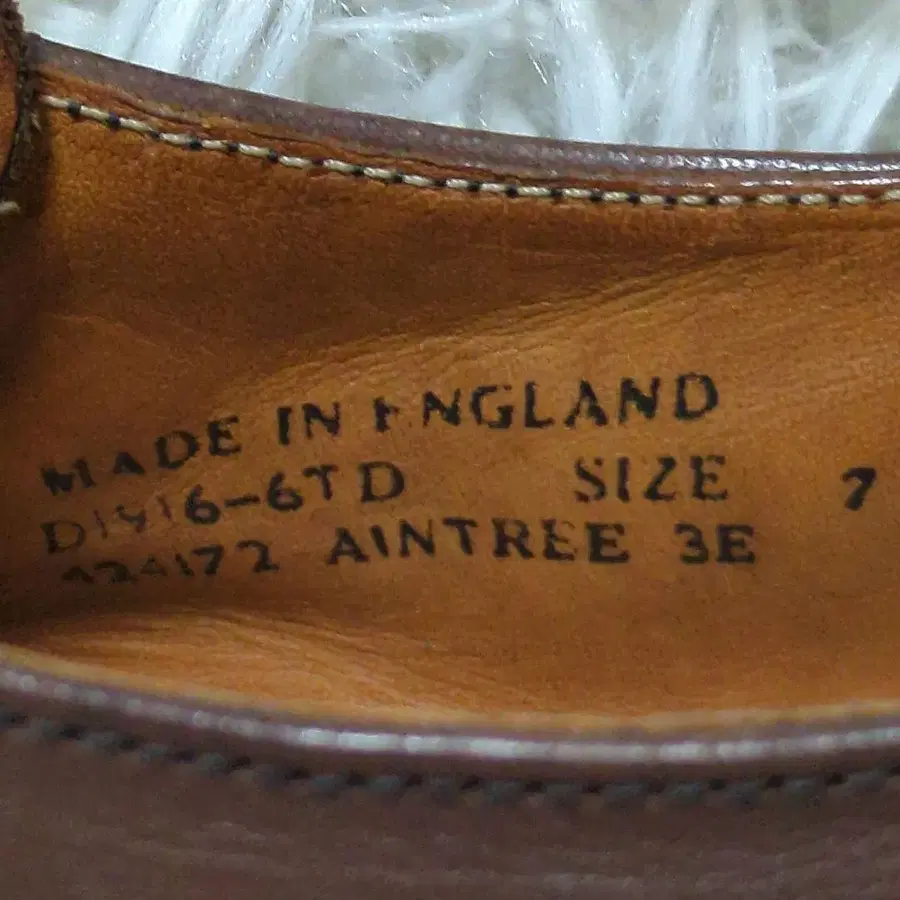 MADE IN ENGLAND
D1916-6TD SIZE 7
AINTREE 3E